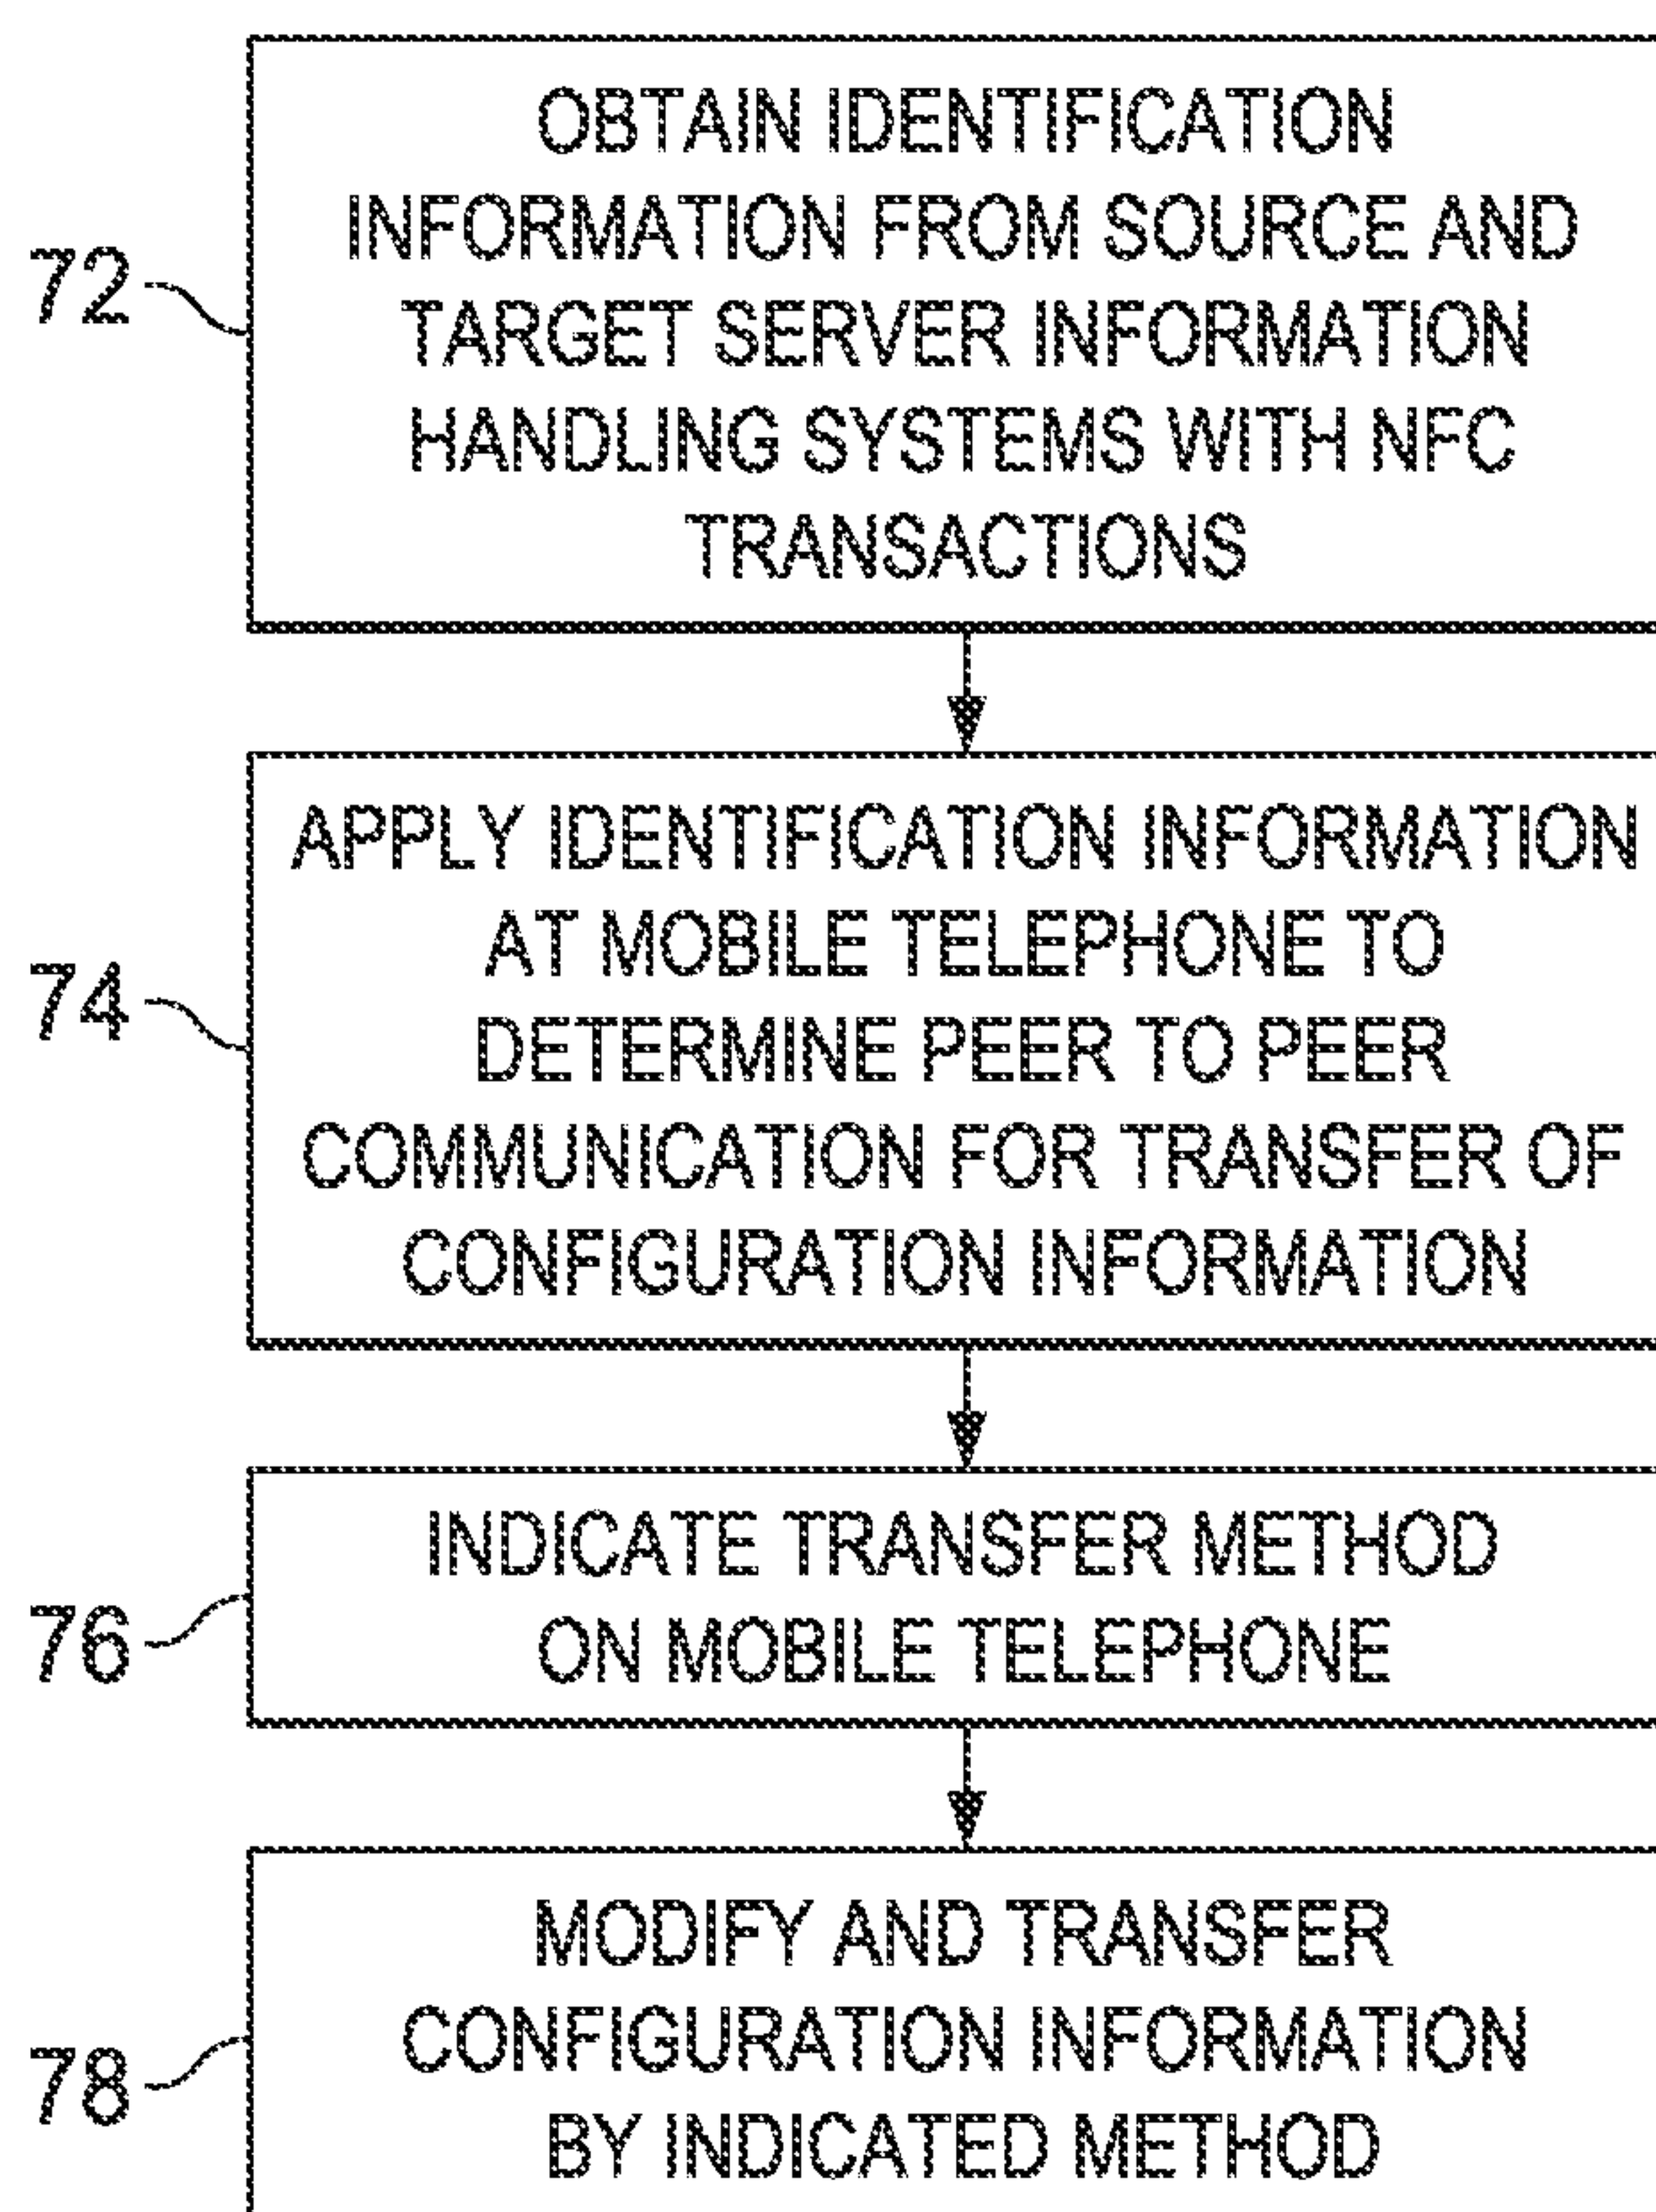 72
OBTAIN IDENTIFICATION
INFORMATION FROM SOURCE AND
TARGET SERVER INFORMATION
HANDLING SYSTEMS WITH NFC
TRANSACTIONS
74
APPLY IDENTIFICATION INFORMATION
AT MOBILE TELEPHONE TO
DETERMINE PEER TO PEER
COMMUNICATION FOR TRANSFER OF
CONFIGURATION INFORMATION
76
INDICATE TRANSFER METHOD
ON MOBILE TELEPHONE
78
MODIFY AND TRANSFER
CONFIGURATION INFORMATION
BY INDICATED METHOD